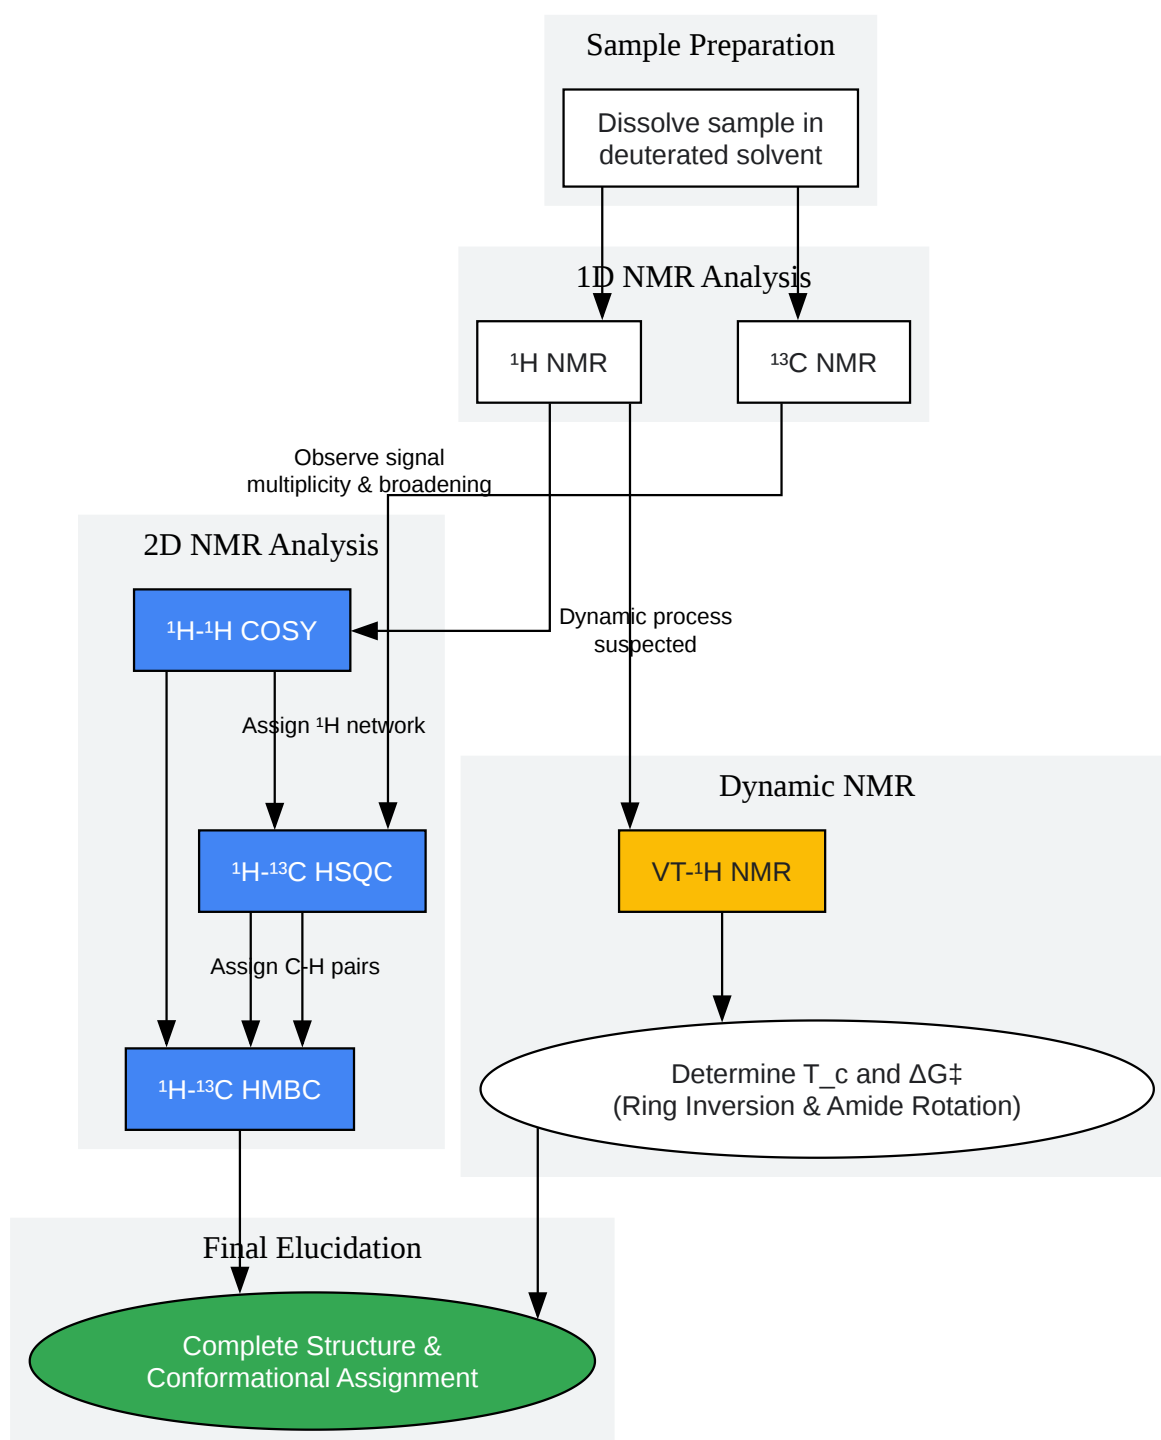 Sample Preparation
Dissolve sample in
deuterated solvent
1D NMR Analysis
¹H NMR
¹³C NMR
Observe signal
multiplicity & broadening
2D NMR Analysis
¹H-¹H COSY
Dynamic process
suspected
Assign ¹H network
Dynamic NMR
¹H-¹³C HSQC
VT-¹H NMR
Assign C-H pairs
¹H-¹³C HMBC
Determine T_c and ΔG‡
(Ring Inversion & Amide Rotation)
Final Elucidation
Complete Structure &
Conformational Assignment